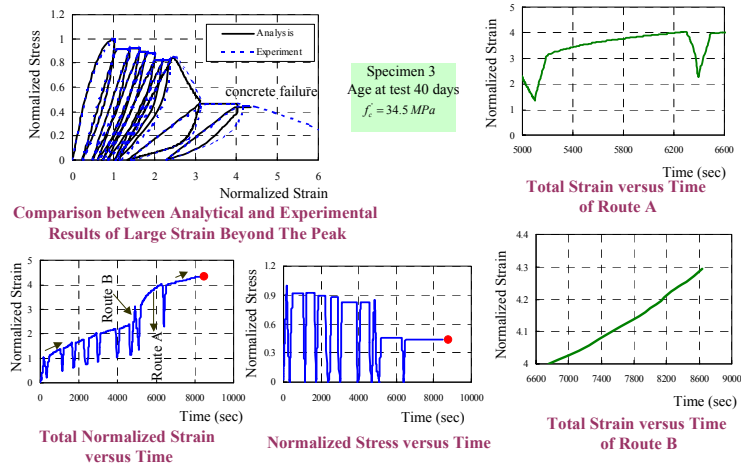 Normalized Stress
1.2
1
0.8
0.6
0.4
0.2
0
0 1 2 3 4 5 6
Normalized Strain
Analysis
Experiment
concrete failure
Comparison between Analytical and Experimental
Results of Large Strain Beyond The Peak
Specimen 3
Age at test 40 days
f'c = 34.5 MPa
Normalized Strain
5
4
3
2
1
0
5000 5400 5800 6200 6600
Time (sec)
Total Strain versus Time
of Route A
Normalized Strain
5
4
3
2
1
0
0 2000 4000 6000 8000 10000
Route B
Route A
Time (sec)
Total Normalized Strain
versus Time
Normalized Stress
1.2
0.9
0.6
0.3
0
0 2000 4000 6000 8000 10000
Time (sec)
Normalized Stress versus Time
Normalized Strain
4.4
4.3
4.2
4.1
4
6600 7000 7400 7800 8200 8600 9000
Time (sec)
Total Strain versus Time
of Route B